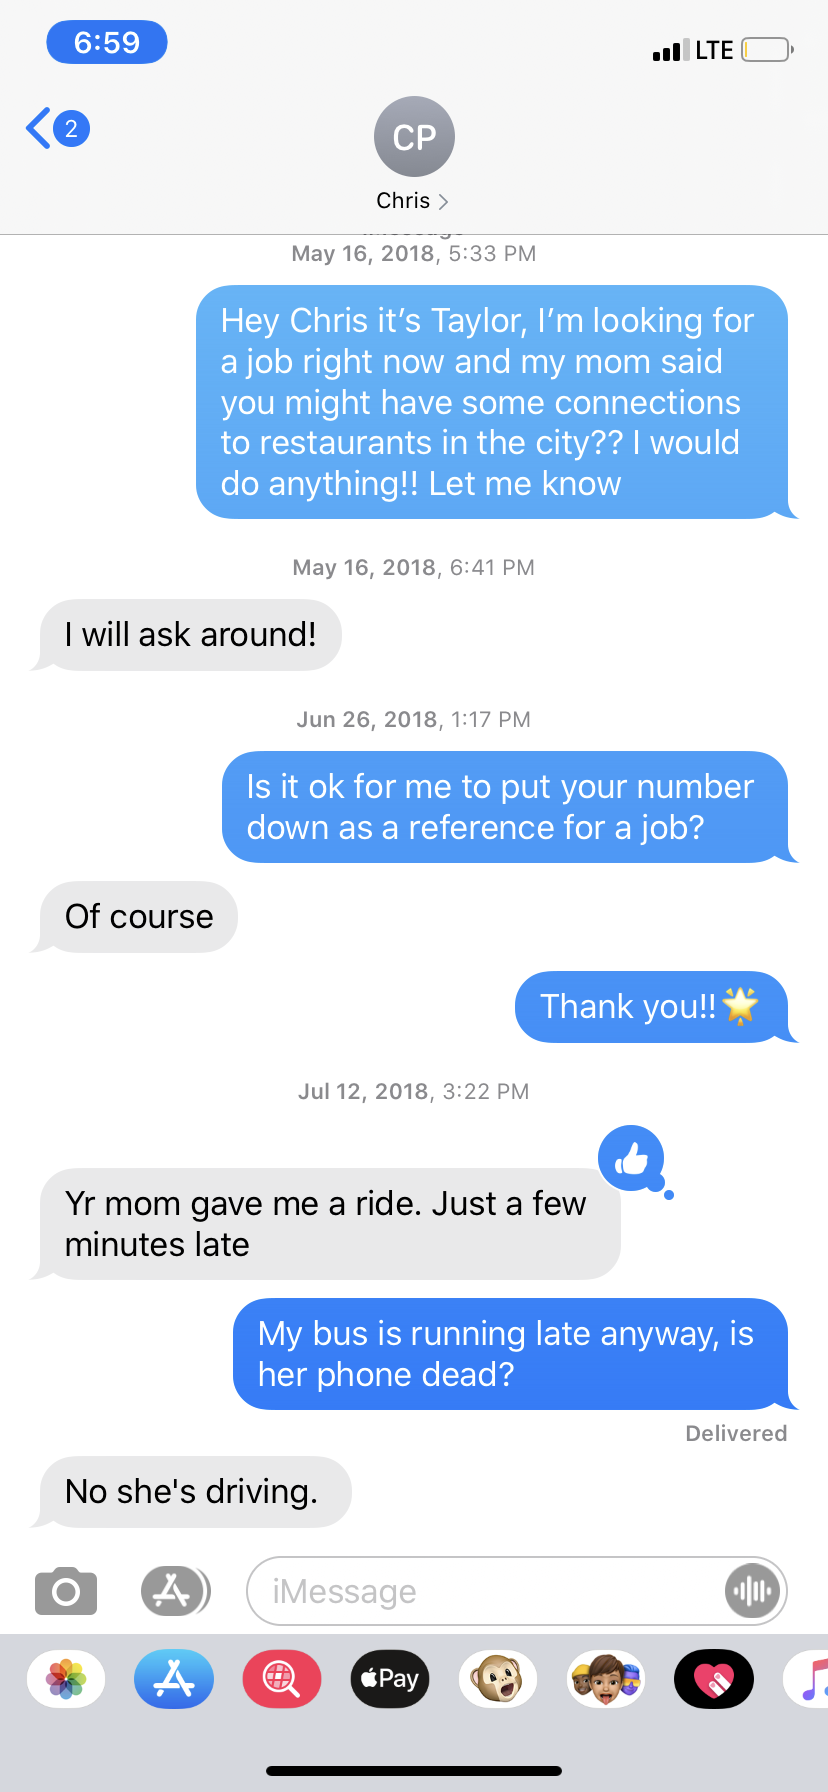 6:59
LTE
2
CP
Chris
iMessage
May 16, 2018, 5:33 PM
Hey Chris it’s Taylor, I’m looking for
a job right now and my mom said
you might have some connections
to restaurants in the city?? I would
do anything!! Let me know
May 16, 2018, 6:41 PM
I will ask around!
Jun 26, 2018, 1:17 PM
Is it ok for me to put your number
down as a reference for a job?
Of course
Thank you!!🌟
Jul 12, 2018, 3:22 PM
Yr mom gave me a ride. Just a few
minutes late
My bus is running late anyway, is
her phone dead?
Delivered
No she's driving.
iMessage
Pay